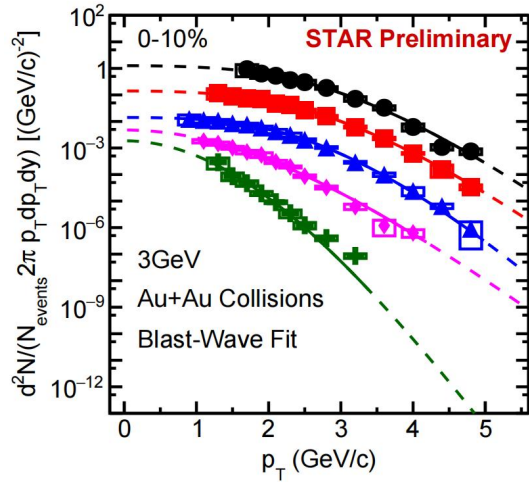 0-10% STAR Preliminary
d²N/(N_events 2π p_T dp_T dy) [(GeV/c)⁻²]
10²
1
10⁻³
10⁻⁶
10⁻⁹
10⁻¹²
3GeV
Au+Au Collisions
Blast-Wave Fit
0 1 2 3 4 5
p_T (GeV/c)